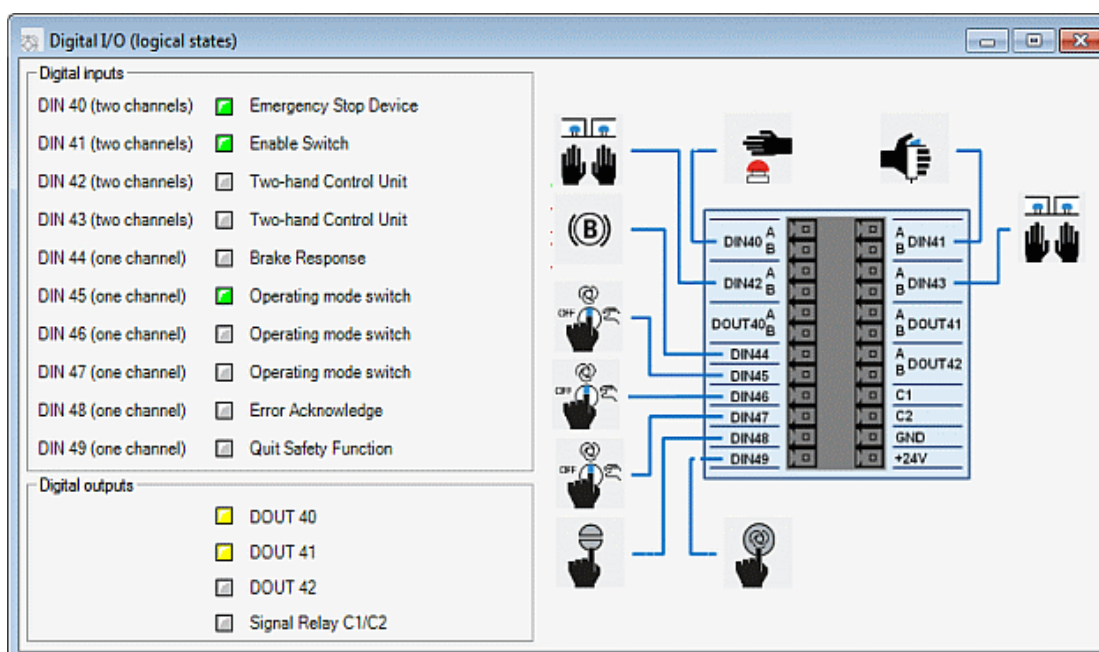 Digital I/O (logical states)
Digital inputs
DIN 40 (two channels) Emergency Stop Device
DIN 41 (two channels) Enable Switch
DIN 42 (two channels) Two-hand Control Unit
DIN 43 (two channels) Two-hand Control Unit
DIN 44 (one channel) Brake Response
DIN 45 (one channel) Operating mode switch
DIN 46 (one channel) Operating mode switch
DIN 47 (one channel) Operating mode switch
DIN 48 (one channel) Error Acknowledge
DIN 49 (one channel) Quit Safety Function
Digital outputs
DOUT 40
DOUT 41
DOUT 42
Signal Relay C1/C2
(B)
OFF
OFF
OFF
DIN40 A B
DIN42 A B
DOUT40 A B
DIN44
DIN45
DIN46
DIN47
DIN48
DIN49
A B DIN41
A B DIN43
A B DOUT41
A B DOUT42
C1
C2
GND
+24V